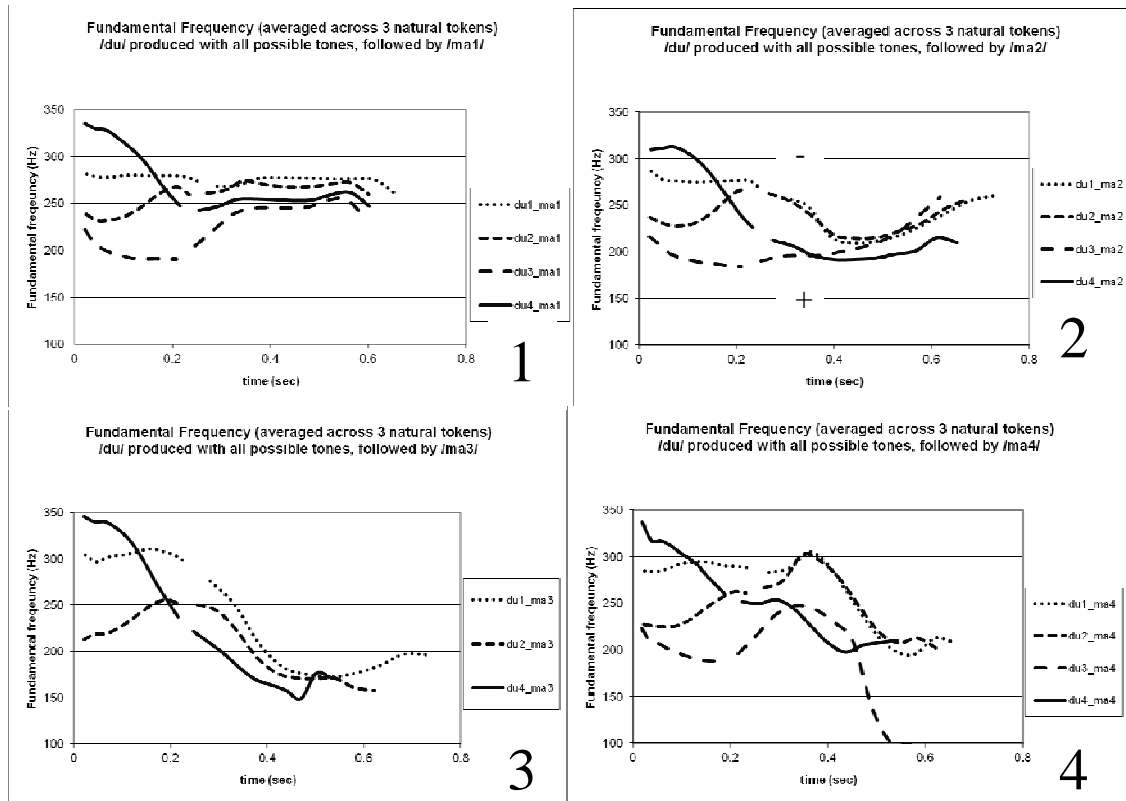 Fundamental Frequency (averaged across 3 natural tokens)
/du/ produced with all possible tones, followed by /ma1/
350
300
250
200
150
100
Fundamental freqeuncy (Hz)
0
0.2
0.4
0.6
0.8
time (sec)
du1_ma1
du2_ma1
du3_ma1
du4_ma1
1
Fundamental Frequency (averaged across 3 natural tokens)
/du/ produced with all possible tones, followed by /ma2/
350
300
250
200
150
100
Fundamental freqeuncy (Hz)
-
+
0
0.2
0.4
0.6
0.8
time (sec)
du1_ma2
du2_ma2
du3_ma2
du4_ma2
2
Fundamental Frequency (averaged across 3 natural tokens)
/du/ produced with all possible tones, followed by /ma3/
350
300
250
200
150
100
Fundamental freqeuncy (Hz)
0
0.2
0.4
0.6
0.8
time (sec)
du1_ma3
du2_ma3
du4_ma3
3
Fundamental Frequency (averaged across 3 natural tokens)
/du/ produced with all possible tones, followed by /ma4/
350
300
250
200
150
100
Fundamental freqeuncy (Hz)
0
0.2
0.4
0.6
0.8
time (sec)
du1_ma4
du2_ma4
du3_ma4
du4_ma4
4